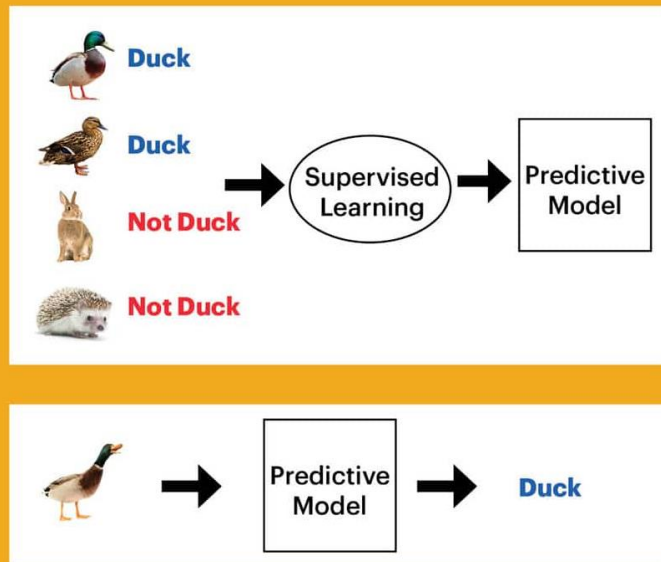 Duck
Duck
Not Duck
Not Duck
Supervised
Learning
Predictive
Model
Predictive
Model
Duck